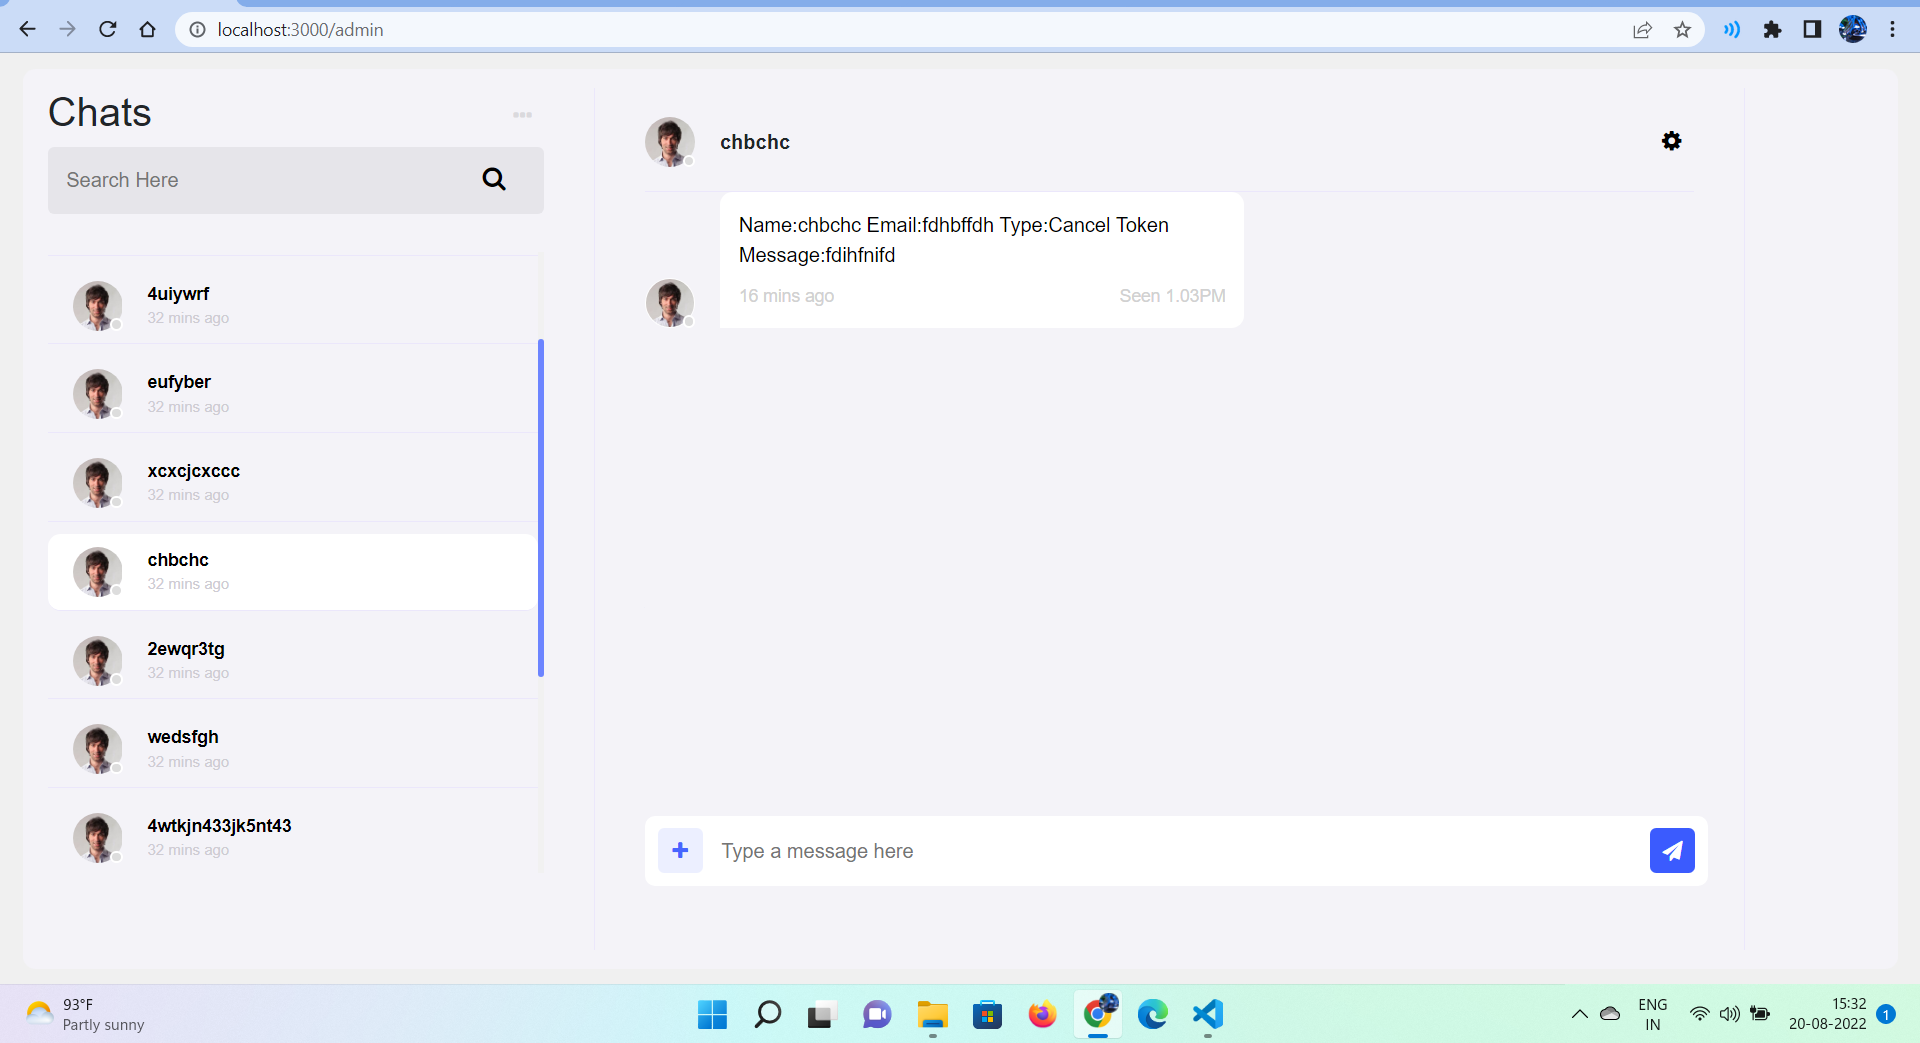 localhost:3000/admin
Chats
Search Here
4uiywrf
32 mins ago
eufyber
32 mins ago
xcxcjcxccc
32 mins ago
chbchc
32 mins ago
2ewqr3tg
32 mins ago
wedsfgh
32 mins ago
4wtkjn433jk5nt43
32 mins ago
chbchc
Name:chbchc Email:fdhbffdh Type:Cancel Token
Message:fdihfnifd
16 mins ago Seen 1.03PM
Type a message here
93°F
Partly sunny
ENG
IN
15:32
20-08-2022
1